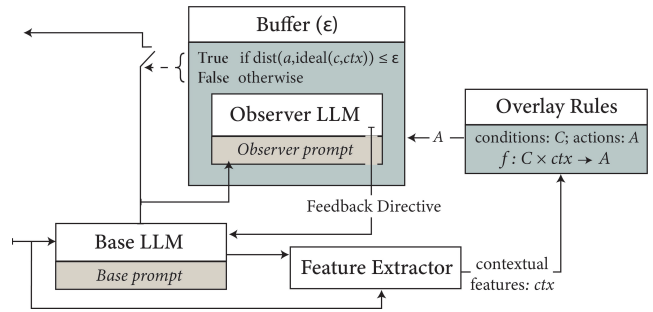 Buffer (ε)
True if dist(a,ideal(c,ctx)) ≤ ε
False otherwise
Observer LLM
Observer prompt
Overlay Rules
conditions: C; actions: A
f : C × ctx → A
A
Feedback Directive
Base LLM
Base prompt
Feature Extractor
contextual
features: ctx